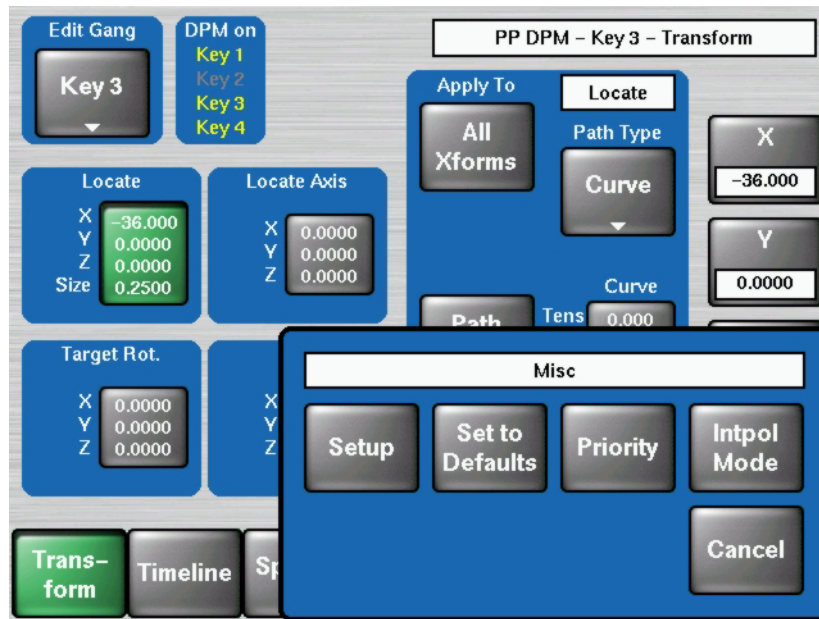 Edit Gang
Key 3
DPM on
Key 1
Key 2
Key 3
Key 4
PP DPM – Key 3 – Transform
Apply To
All
Xforms
Locate
Path Type
Curve
X
−36.000
Y
0.0000
Locate
X −36.000
Y 0.0000
Z 0.0000
Size 0.2500
Locate Axis
X 0.0000
Y 0.0000
Z 0.0000
Path
Curve
Tens 0.000
Target Rot.
X 0.0000
Y 0.0000
Z 0.0000
X
Y
Z
Misc
Setup
Set to
Defaults
Priority
Intpol
Mode
Cancel
Trans–
form
Timeline